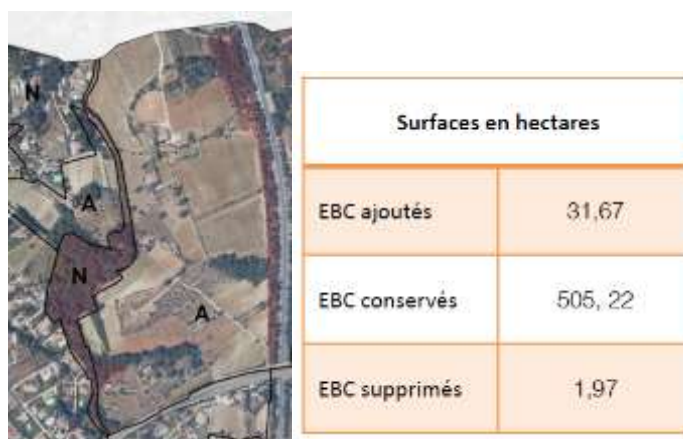 N
A
N
A
Surfaces en hectares
EBC ajoutés 31,67
EBC conservés 505, 22
EBC supprimés 1,97